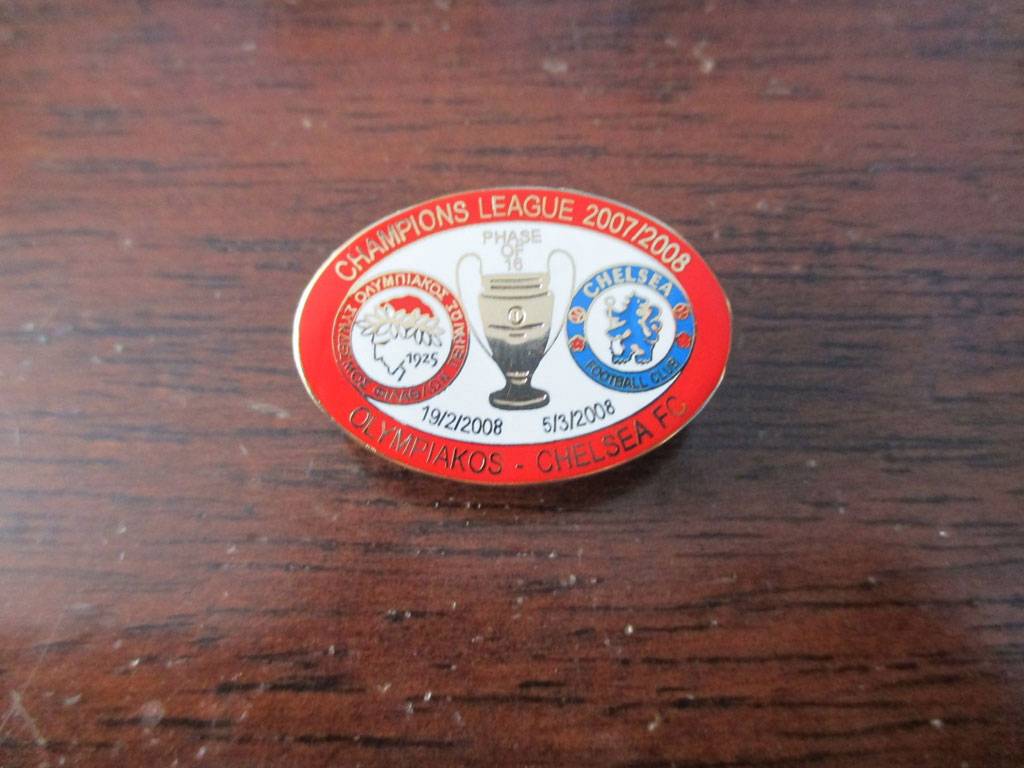 CHAMPIONS LEAGUE 2007/2008
PHASE
OF
16
ΟΛΥΜΠΙΑΚΟΣ
1925
CHELSEA
FOOTBALL CLUB
19/2/2008
5/3/2008
OLYMPIAKOS - CHELSEA FC